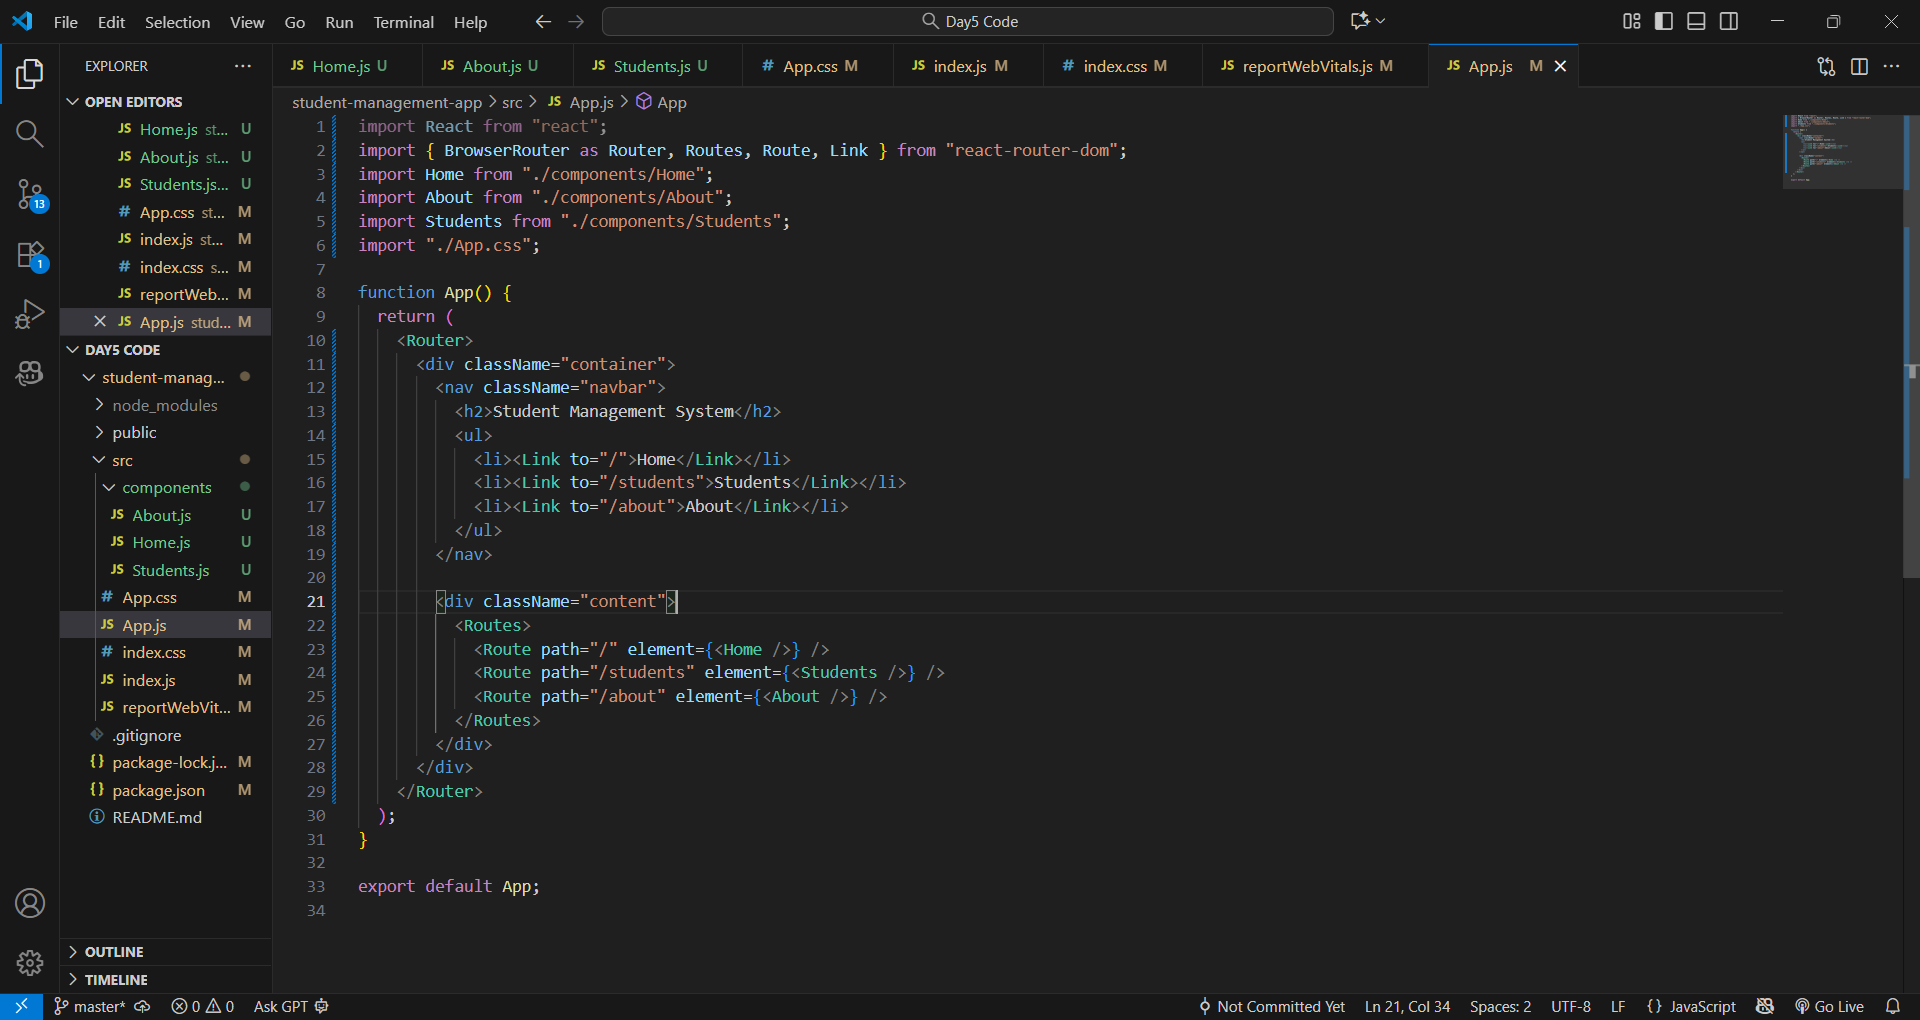 File Edit Selection View Go Run Terminal Help
Day5 Code
EXPLORER
OPEN EDITORS
JS Home.js st... U
JS About.js st... U
JS Students.js... U
# App.css st... M
JS index.js st... M
# index.css s... M
JS reportWeb... M
JS App.js stud... M
DAY5 CODE
student-manag...
node_modules
public
src
components
JS About.js U
JS Home.js U
JS Students.js U
# App.css M
JS App.js M
# index.css M
JS index.js M
JS reportWebVit... M
.gitignore
{} package-lock.j... M
{} package.json M
README.md
OUTLINE
TIMELINE
13
1
JS Home.js U JS About.js U JS Students.js U # App.css M JS index.js M # index.css M JS reportWebVitals.js M JS App.js M
student-management-app > src > JS App.js > App
1 import React from "react";
2 import { BrowserRouter as Router, Routes, Route, Link } from "react-router-dom";
3 import Home from "./components/Home";
4 import About from "./components/About";
5 import Students from "./components/Students";
6 import "./App.css";
7
8 function App() {
9 return (
10 <Router>
11 <div className="container">
12 <nav className="navbar">
13 <h2>Student Management System</h2>
14 <ul>
15 <li><Link to="/">Home</Link></li>
16 <li><Link to="/students">Students</Link></li>
17 <li><Link to="/about">About</Link></li>
18 </ul>
19 </nav>
20
21 <div className="content">
22 <Routes>
23 <Route path="/" element={<Home />} />
24 <Route path="/students" element={<Students />} />
25 <Route path="/about" element={<About />} />
26 </Routes>
27 </div>
28 </div>
29 </Router>
30 );
31 }
32
33 export default App;
34
master* 0 0 Ask GPT Not Committed Yet Ln 21, Col 34 Spaces: 2 UTF-8 LF {} JavaScript Go Live